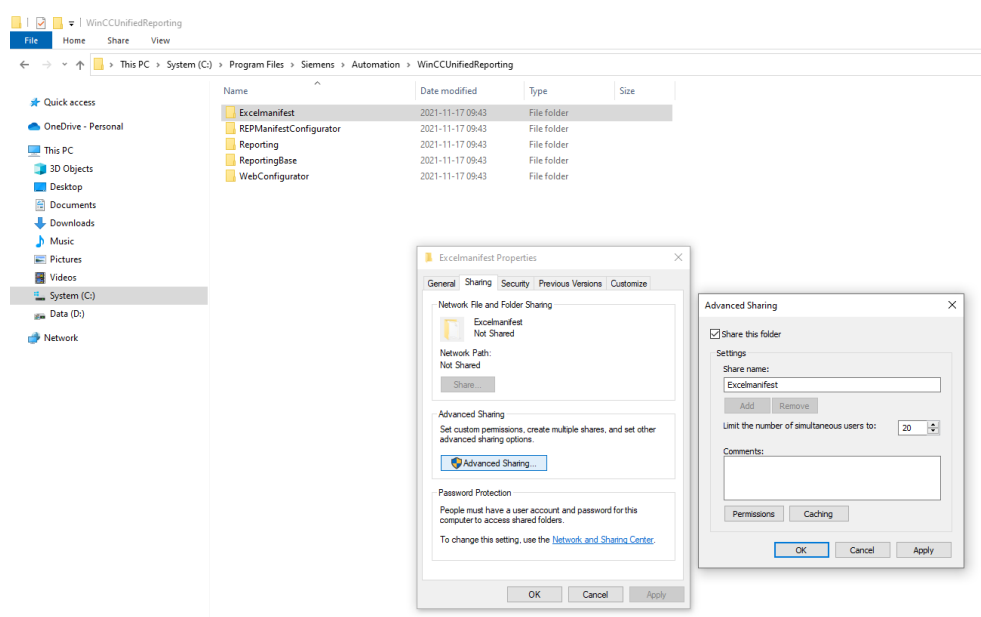 WinCCUnifiedReporting
File Home Share View
This PC > System (C:) > Program Files > Siemens > Automation > WinCCUnifiedReporting
Name Date modified Type Size
Quick access
OneDrive - Personal
This PC
3D Objects
Desktop
Documents
Downloads
Music
Pictures
Videos
System (C:)
Data (D:)
Network
Excelmanifest 2021-11-17 09:43 File folder
REPManifestConfigurator 2021-11-17 09:43 File folder
Reporting 2021-11-17 09:43 File folder
ReportingBase 2021-11-17 09:43 File folder
WebConfigurator 2021-11-17 09:43 File folder
Excelmanifest Properties
General Sharing Security Previous Versions Customize
Network File and Folder Sharing
Excelmanifest
Not Shared
Network Path:
Not Shared
Share...
Advanced Sharing
Set custom permissions, create multiple shares, and set other
advanced sharing options.
Advanced Sharing...
Password Protection
People must have a user account and password for this
computer to access shared folders.
To change this setting, use the Network and Sharing Center.
OK Cancel Apply
Advanced Sharing
Share this folder
Settings
Share name:
Excelmanifest
Add Remove
Limit the number of simultaneous users to: 20
Comments:
Permissions Caching
OK Cancel Apply